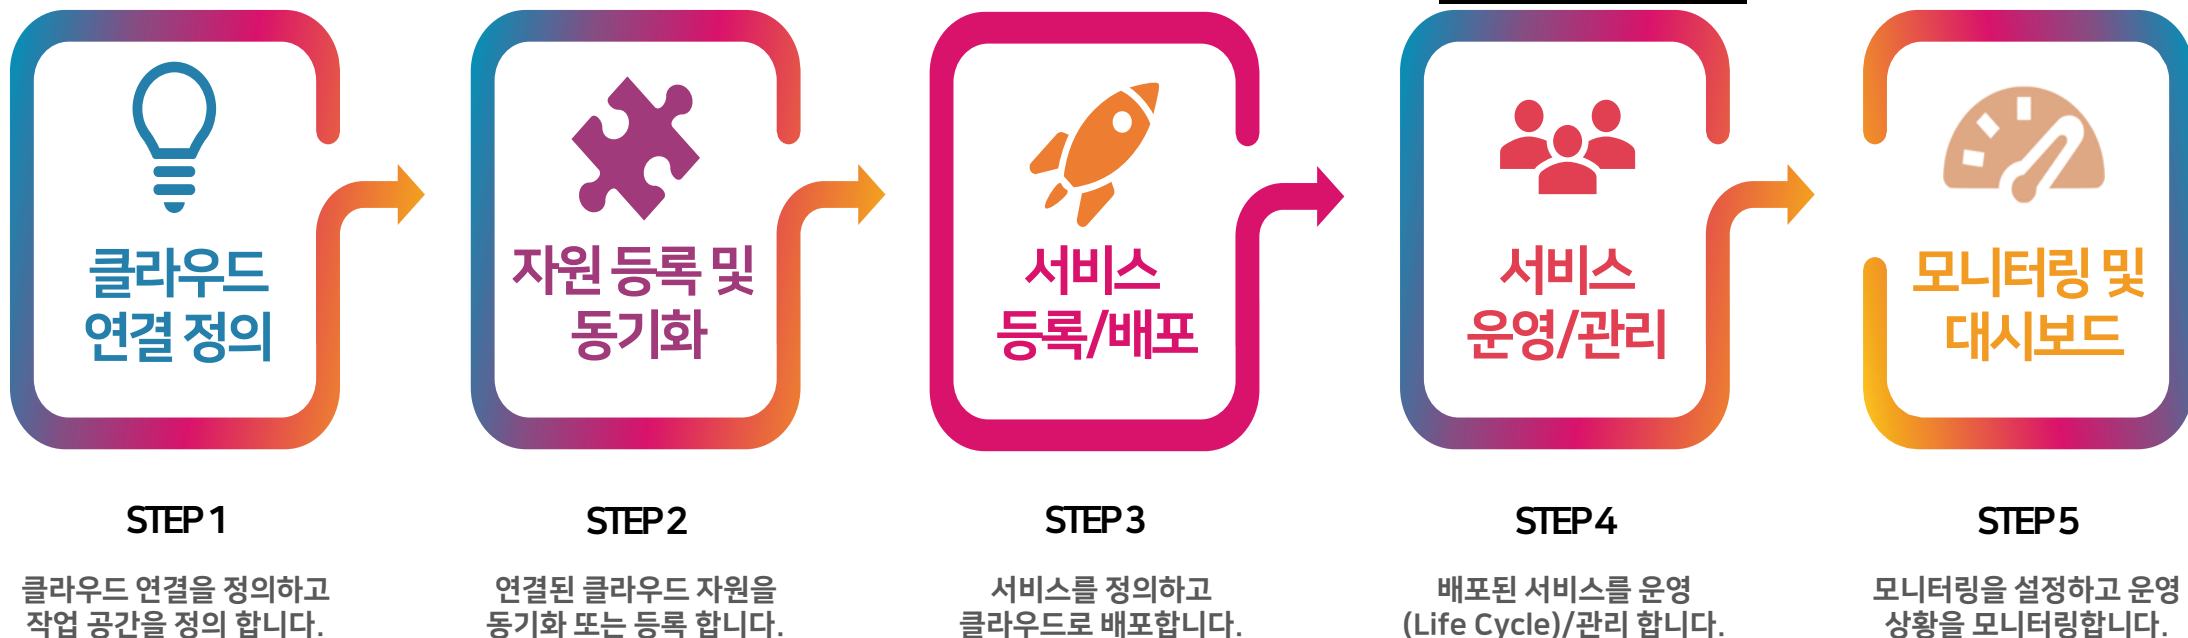 클라우드
연결 정의
자원 등록 및
동기화
서비스
등록/배포
서비스
운영/관리
모니터링 및
대시보드
STEP 1
STEP 2
STEP 3
STEP 4
STEP 5
클라우드 연결을 정의하고
작업 공간을 정의 합니다.
연결된 클라우드 자원을
동기화 또는 등록 합니다.
서비스를 정의하고
클라우드로 배포합니다.
배포된 서비스를 운영
(Life Cycle)/관리 합니다.
모니터링을 설정하고 운영
상황을 모니터링합니다.